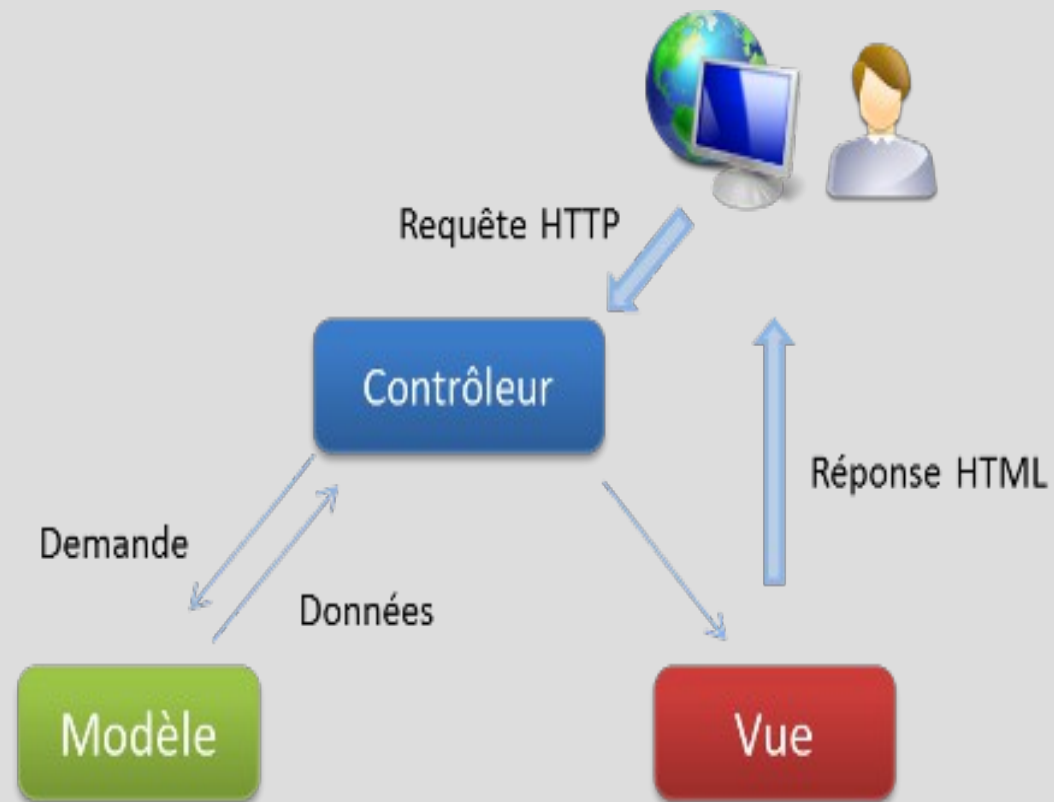 Requête HTTP
Contrôleur
Réponse HTML
Demande
Données
Modèle
Vue